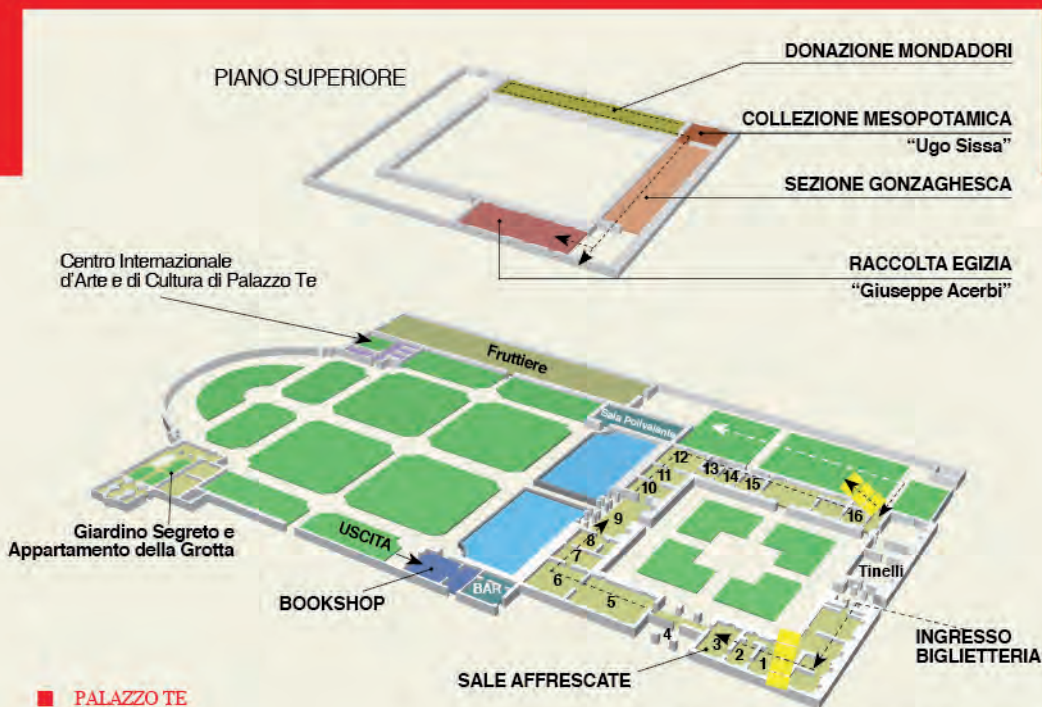 PIANO SUPERIORE
DONAZIONE MONDADORI
COLLEZIONE MESOPOTAMICA
“Ugo Sissa”
SEZIONE GONZAGHESCA
RACCOLTA EGIZIA
“Giuseppe Acerbi”
Centro Internazionale
d’Arte e di Cultura di Palazzo Te
Fruttiere
Sala Polivalente
12
13
14
15
16
11
10
9
8
7
6
5
4
3
2
1
Tinelli
Giardino Segreto e
Appartamento della Grotta
USCITA
BOOKSHOP
BAR
INGRESSO
BIGLIETTERIA
SALE AFFRESCATE
PALAZZO TE